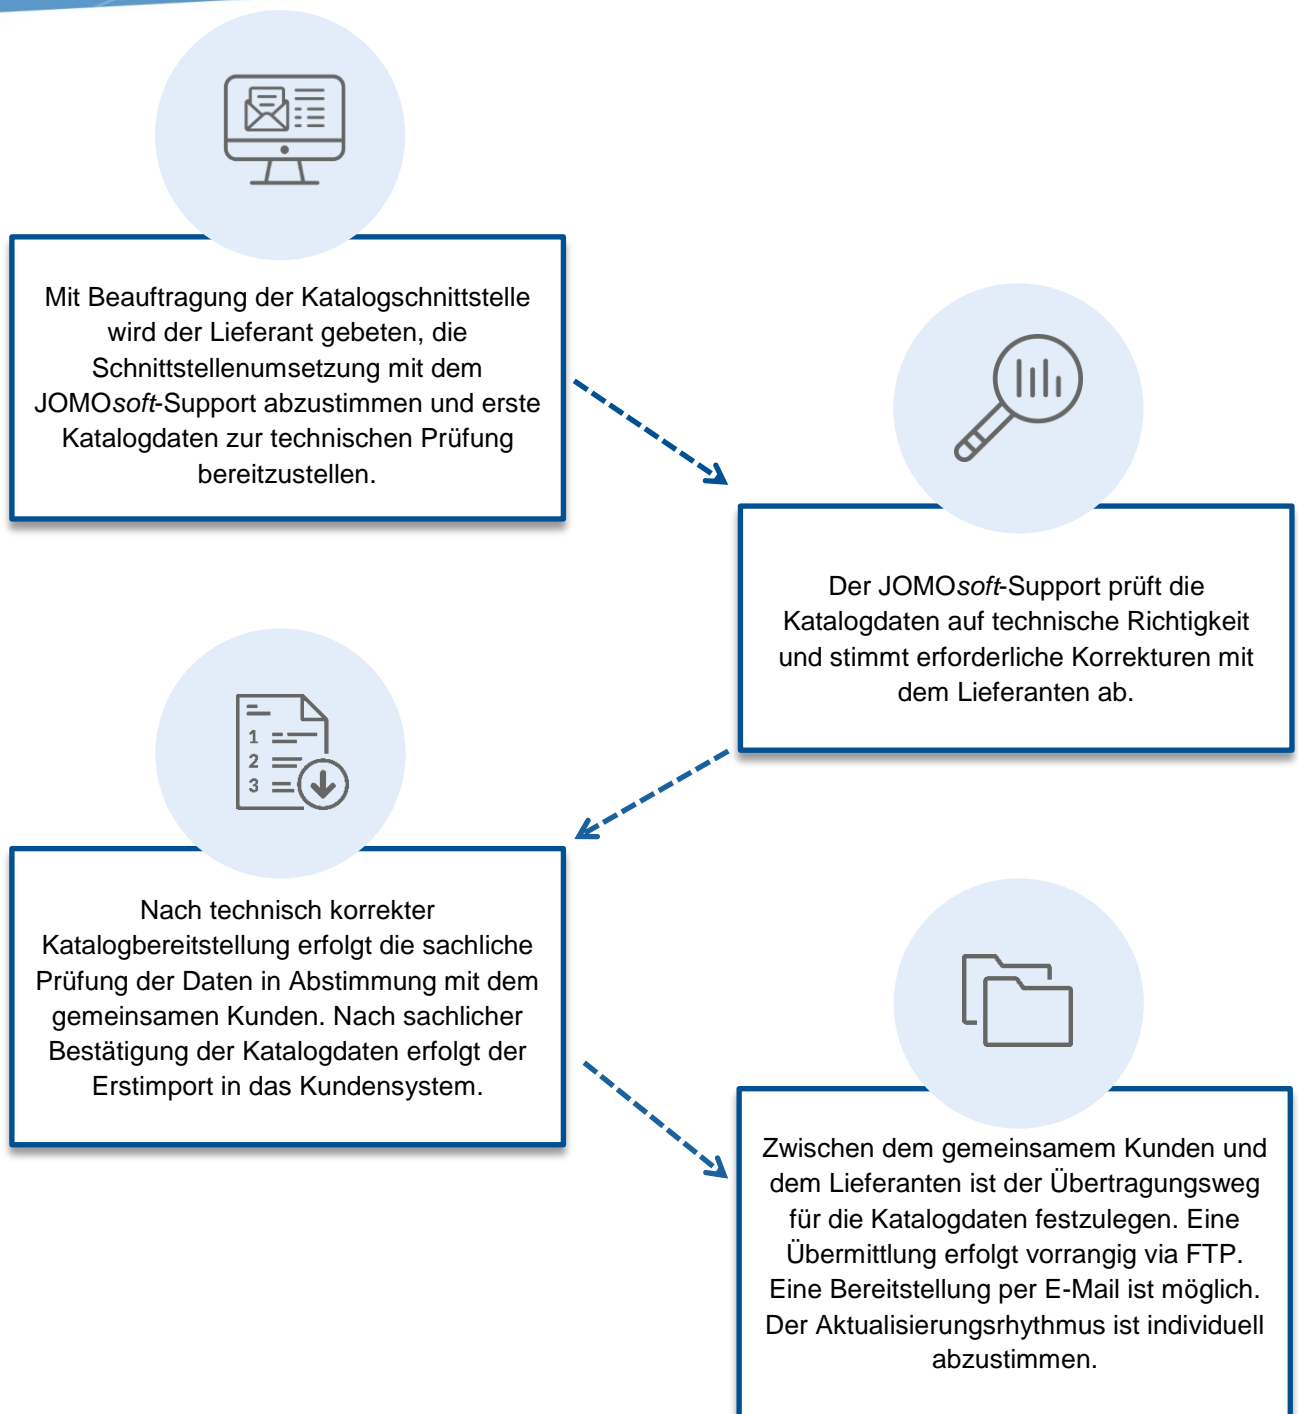 Mit Beauftragung der Katalogschnittstelle
wird der Lieferant gebeten, die
Schnittstellenumsetzung mit dem
JOMOsoft-Support abzustimmen und erste
Katalogdaten zur technischen Prüfung
bereitzustellen.
Der JOMOsoft-Support prüft die
Katalogdaten auf technische Richtigkeit
und stimmt erforderliche Korrekturen mit
dem Lieferanten ab.
1
2
3
Nach technisch korrekter
Katalogbereitstellung erfolgt die sachliche
Prüfung der Daten in Abstimmung mit dem
gemeinsamen Kunden. Nach sachlicher
Bestätigung der Katalogdaten erfolgt der
Erstimport in das Kundensystem.
Zwischen dem gemeinsamem Kunden und
dem Lieferanten ist der Übertragungsweg
für die Katalogdaten festzulegen. Eine
Übermittlung erfolgt vorrangig via FTP.
Eine Bereitstellung per E-Mail ist möglich.
Der Aktualisierungsrhythmus ist individuell
abzustimmen.